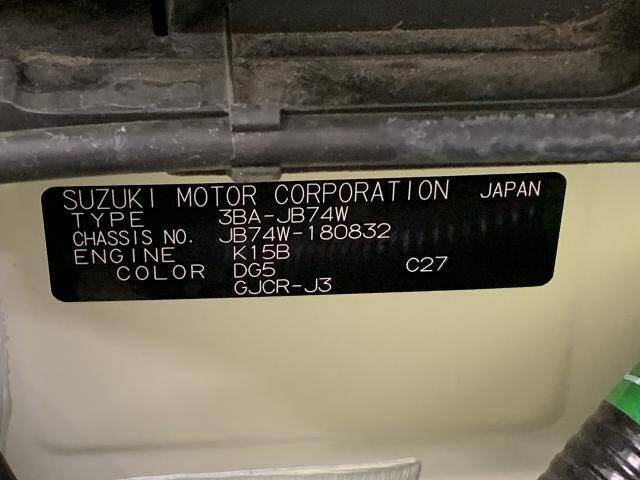 SUZUKI MOTOR CORPORATION JAPAN
TYPE 3BA-JB74W
CHASSIS NO. JB74W-180832
ENGINE K15B
COLOR DG5 C27
GJCR-J3